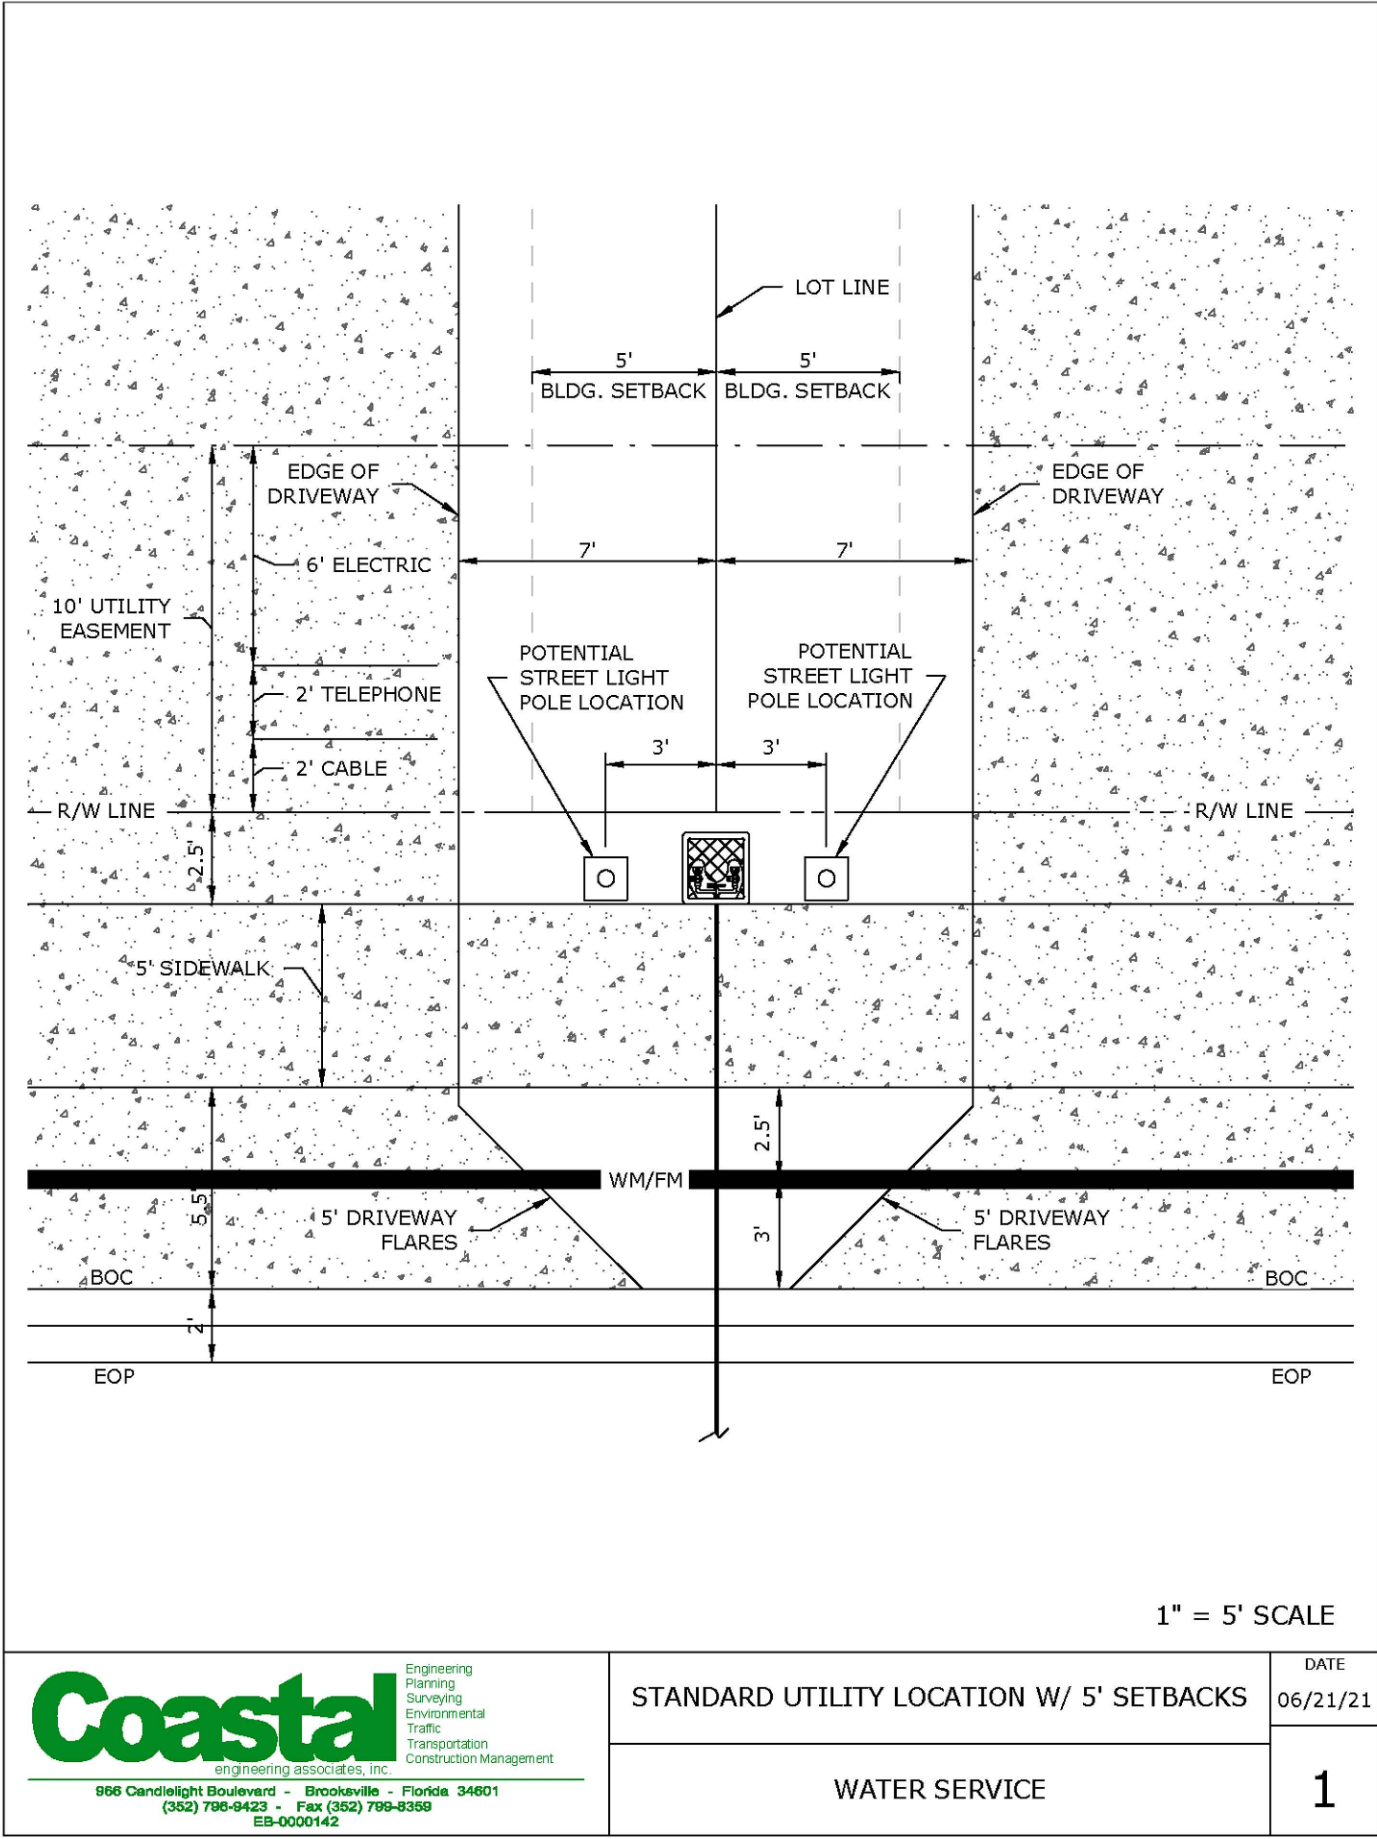 LOT LINE
5'
5'
BLDG. SETBACK
BLDG. SETBACK
EDGE OF
DRIVEWAY
EDGE OF
DRIVEWAY
7'
7'
6' ELECTRIC
10' UTILITY
EASEMENT
POTENTIAL
STREET LIGHT
POLE LOCATION
POTENTIAL
STREET LIGHT
POLE LOCATION
2' TELEPHONE
3'
3'
2' CABLE
R/W LINE
R/W LINE
2.5'
5' SIDEWALK
2.5'
WM/FM
5.5'
5' DRIVEWAY
FLARES
3'
5' DRIVEWAY
FLARES
BOC
BOC
2'
EOP
EOP
1" = 5' SCALE
Coastal
engineering associates, inc.
Engineering
Planning
Surveying
Environmental
Traffic
Transportation
Construction Management
966 Candlelight Boulevard - Brooksville - Florida 34601
(352) 796-9423 - Fax (352) 799-8359
EB-0000142
STANDARD UTILITY LOCATION W/ 5' SETBACKS
WATER SERVICE
DATE
06/21/21
1